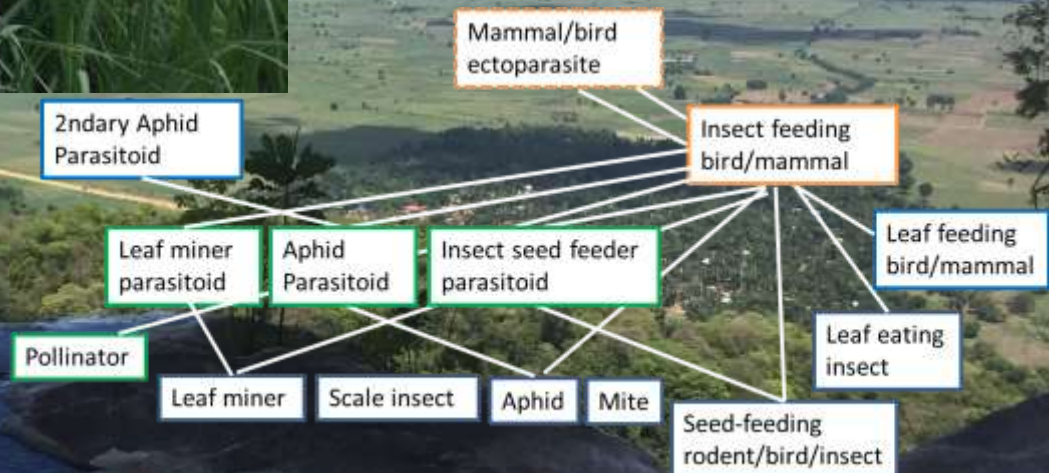 Mammal/bird
ectoparasite
2ndary Aphid
Parasitoid
Insect feeding
bird/mammal
Leaf miner
parasitoid
Aphid
Parasitoid
Insect seed feeder
parasitoid
Leaf feeding
bird/mammal
Pollinator
Leaf eating
insect
Leaf miner
Scale insect
Aphid
Mite
Seed-feeding
rodent/bird/insect